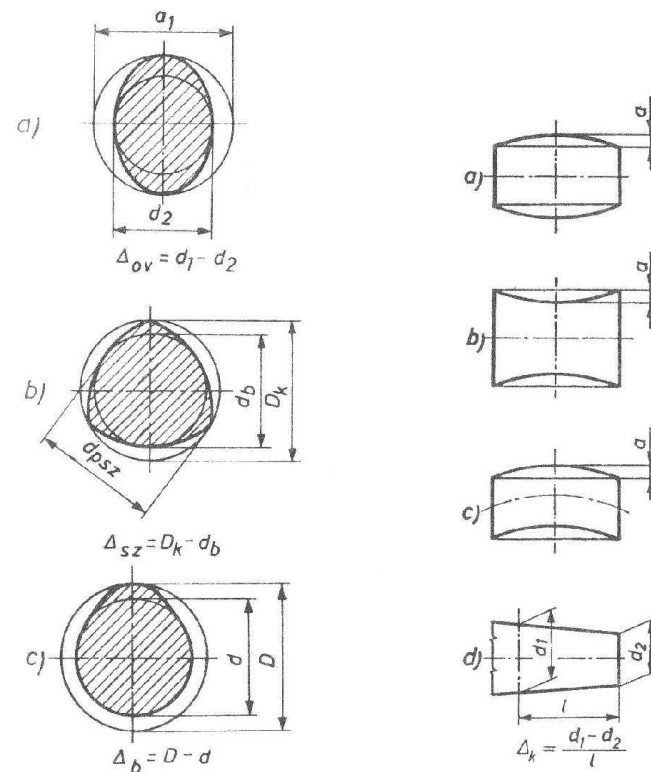 a1
a)
d2
Δov = d1 - d2
b)
db
Dk
dpsz
Δsz = Dk - db
c)
d
D
Δb = D - d
a)
a
b)
a
c)
a
d)
d1
d2
l
Δk = d1 - d2 / l